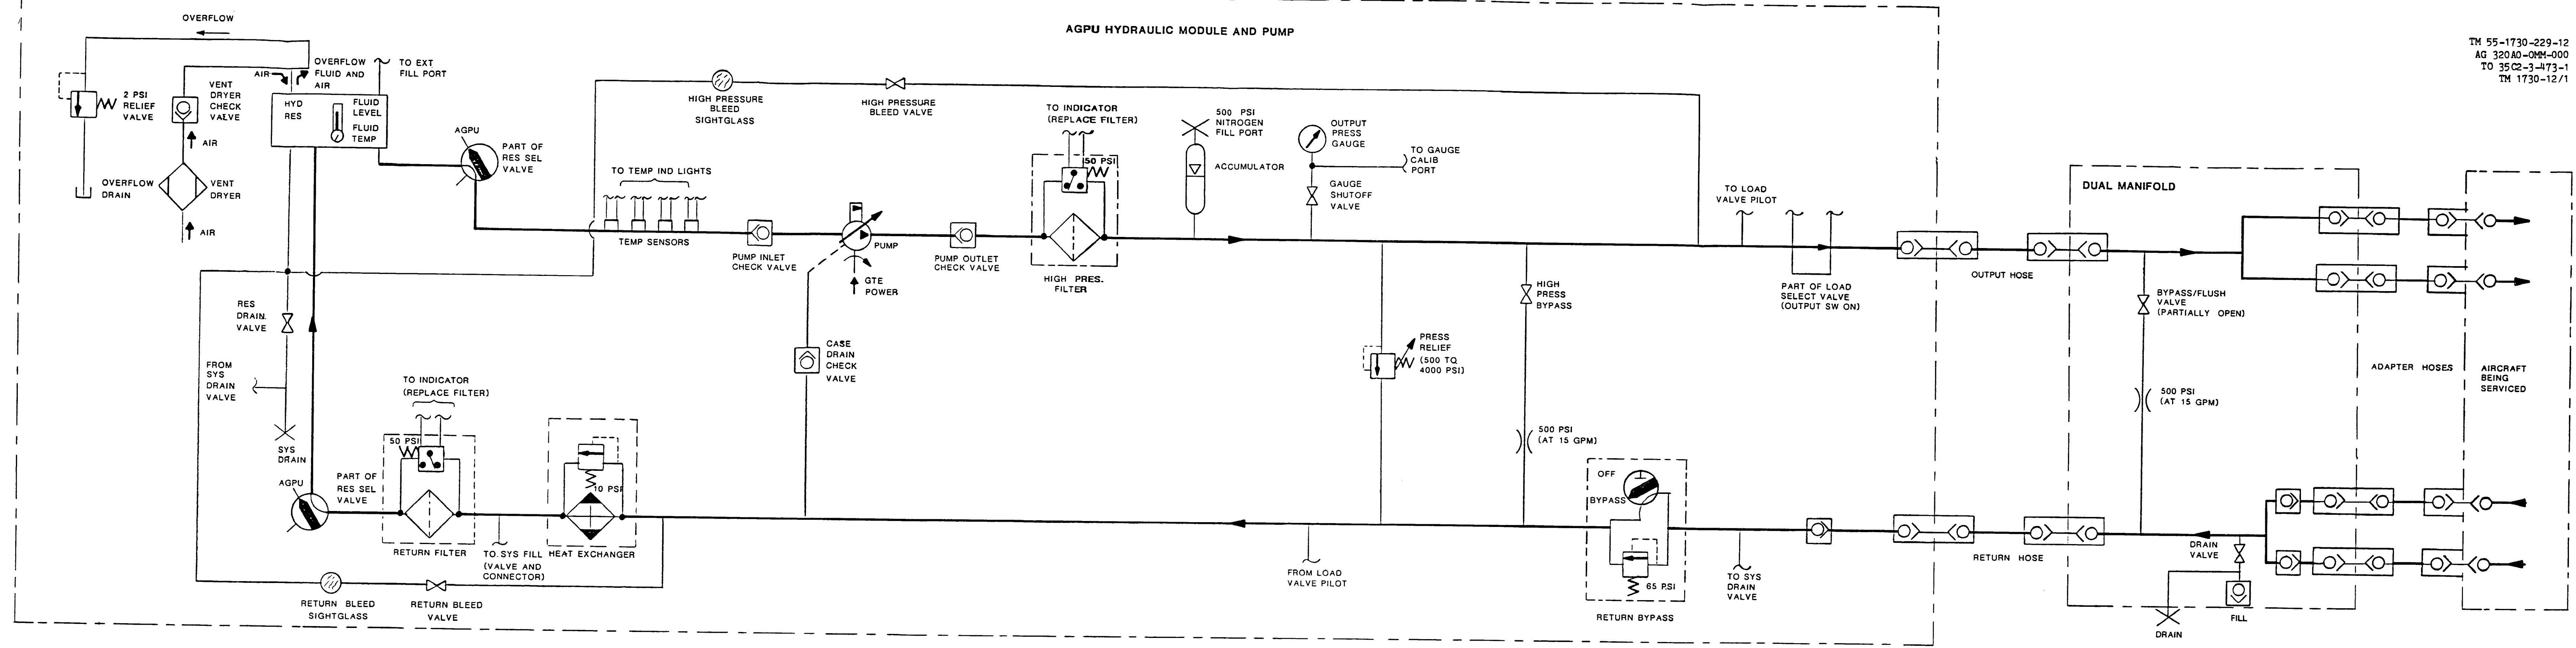 OVERFLOW
AGPU HYDRAULIC MODULE AND PUMP
TM 55-1730-229-12
AG 320A0-OMM-000
TO 35C2-3-473-1
TM 1730-12/1
2 PSI
RELIEF
VALVE
VENT
DRYER
CHECK
VALVE
AIR
OVERFLOW
FLUID AND
AIR
TO EXT
FILL PORT
HYD
RES
FLUID
LEVEL
FLUID
TEMP
AIR
OVERFLOW
DRAIN
VENT
DRYER
AIR
AGPU
PART OF
RES SEL
VALVE
HIGH PRESSURE
BLEED
SIGHTGLASS
HIGH PRESSURE
BLEED VALVE
TO TEMP IND LIGHTS
TEMP SENSORS
PUMP INLET
CHECK VALVE
PUMP
GTE
POWER
PUMP OUTLET
CHECK VALVE
TO INDICATOR
(REPLACE FILTER)
50 PSI
HIGH PRES.
FILTER
500 PSI
NITROGEN
FILL PORT
ACCUMULATOR
OUTPUT
PRESS
GAUGE
TO GAUGE
CALIB
PORT
GAUGE
SHUTOFF
VALVE
TO LOAD
VALVE PILOT
PART OF LOAD
SELECT VALVE
(OUTPUT SW ON)
OUTPUT HOSE
DUAL MANIFOLD
BYPASS/FLUSH
VALVE
(PARTIALLY OPEN)
500 PSI
(AT 15 GPM)
ADAPTER HOSES
AIRCRAFT
BEING
SERVICED
RES
DRAIN.
VALVE
FROM
SYS
DRAIN
VALVE
SYS
DRAIN
CASE
DRAIN
CHECK
VALVE
PRESS
RELIEF
(500 TO
4000 PSI)
HIGH
PRESS
BYPASS
500 PSI
(AT 15 GPM)
AGPU
PART OF
RES SEL
VALVE
TO INDICATOR
(REPLACE FILTER)
50 PSI
RETURN FILTER
TO SYS FILL
(VALVE AND
CONNECTOR)
10 PSI
HEAT EXCHANGER
RETURN BLEED
SIGHTGLASS
RETURN BLEED
VALVE
FROM LOAD
VALVE PILOT
OFF
BYPASS
65 PSI
RETURN BYPASS
TO SYS
DRAIN
VALVE
RETURN HOSE
DRAIN
VALVE
DRAIN
FILL